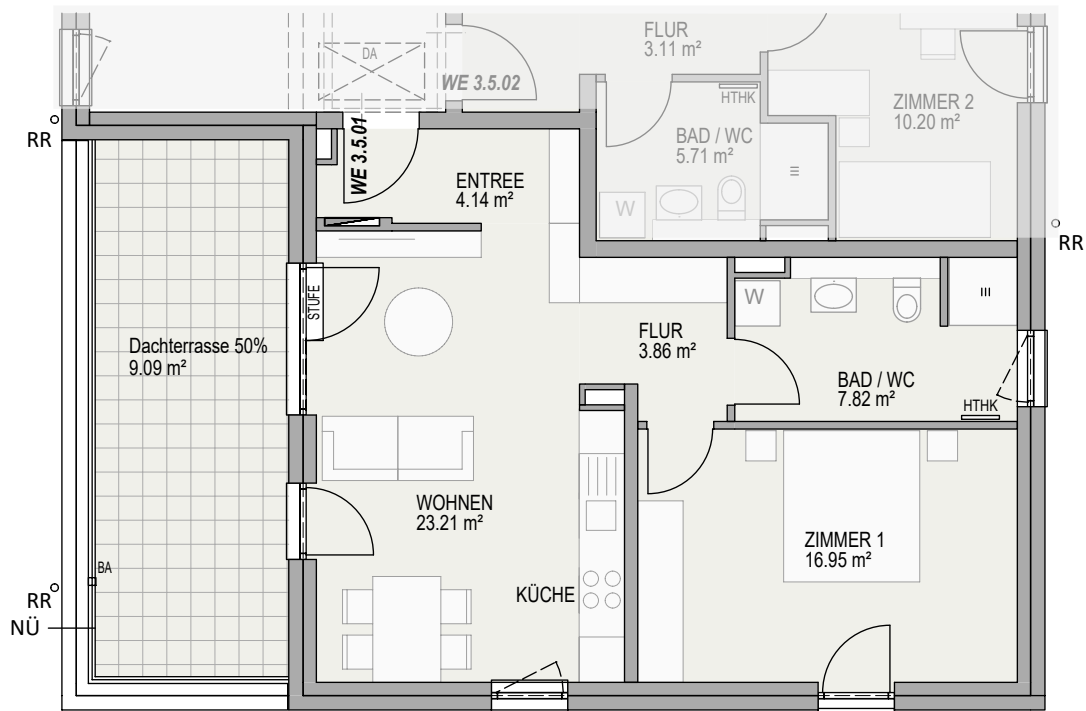 FLUR
3.11 m²
DA
WE 3.5.02
HTHK
ZIMMER 2
10.20 m²
RR
WE 3.5.01
BAD / WC
5.71 m²
ENTREE
4.14 m²
W
RR
STUFE
W
FLUR
3.86 m²
Dachterrasse 50%
9.09 m²
BAD / WC
7.82 m²
HTHK
WOHNEN
23.21 m²
ZIMMER 1
16.95 m²
BA
KÜCHE
RR
NÜ